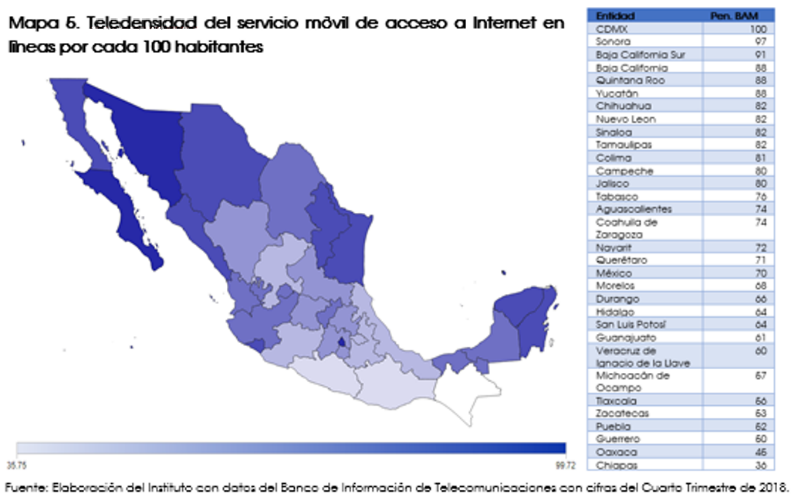 Mapa 5. Teledensidad del servicio móvil de acceso a Internet en
líneas por cada 100 habitantes
Entidad Pen. BAM
CDMX 100
Sonora 97
Baja California Sur 91
Baja California 88
Quintana Roo 88
Yucatán 88
Chihuahua 82
Nuevo Leon 82
Sinaloa 82
Tamaulipas 82
Colima 81
Campeche 80
Jalisco 80
Tabasco 76
Aguascalientes 74
Coahuila de 74
Zaragoza
Nayarit 72
Querétaro 71
México 70
Morelos 68
Durango 66
Hidalgo 64
San Luis Potosí 64
Guanajuato 61
Veracruz de 60
Ignacio de la Llave
Michoacán de 57
Ocampo
Tlaxcala 56
Zacatecas 53
Puebla 52
Guerrero 50
Oaxaca 45
Chiapas 36
35.75 99.72
Fuente: Elaboración del Instituto con datos del Banco de Información de Telecomunicaciones con cifras del Cuarto Trimestre de 2018.